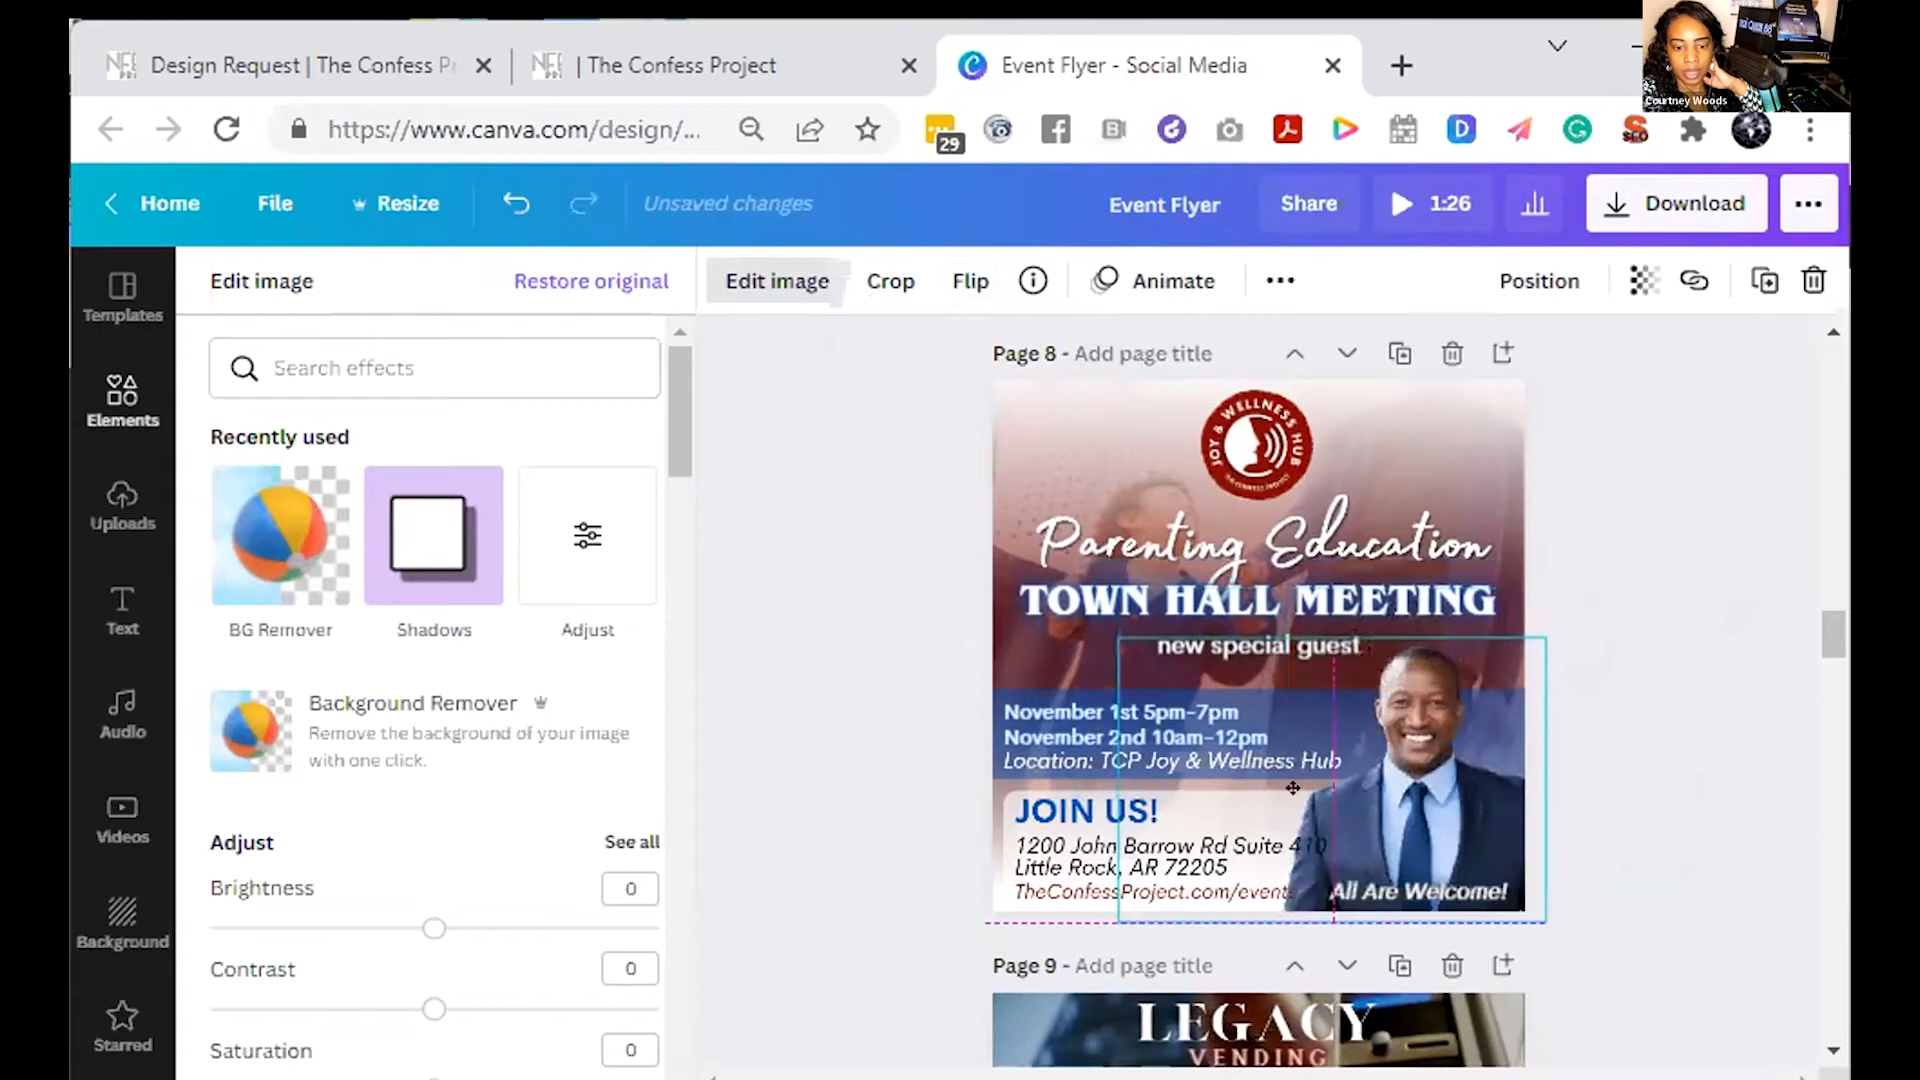 Design Request | The Confess Pr
| The Confess Project
Event Flyer - Social Media
Courtney Woods
https://www.canva.com/design/...
29
SEO
Home
File
Resize
Unsaved changes
Event Flyer
Share
1:26
Download
Edit image
Restore original
Edit image
Crop
Flip
Animate
Position
Templates
Elements
Uploads
Text
Audio
Videos
Background
Starred
Search effects
Recently used
BG Remover
Shadows
Adjust
Background Remover
Remove the background of your image
with one click.
Adjust
See all
Brightness
0
Contrast
0
Saturation
0
Page 8 - Add page title
JOY & WELLNESS HUB
Parenting Education
TOWN HALL MEETING
new special guest
November 1st 5pm-7pm
November 2nd 10am-12pm
Location: TCP Joy & Wellness Hub
JOIN US!
1200 John Barrow Rd Suite 410
Little Rock, AR 72205
TheConfessProject.com/events
All Are Welcome!
Page 9 - Add page title
LEGACY
VENDING